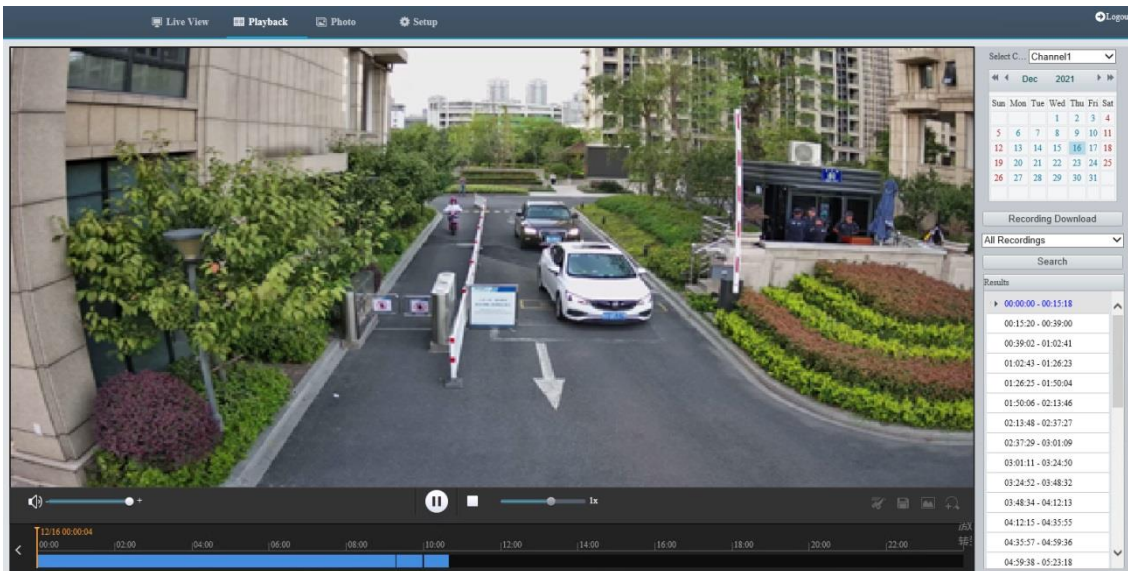 Live View Playback Photo Setup Logou
Select C... Channel1
Dec 2021
Sun Mon Tue Wed Thu Fri Sat
1 2 3 4
5 6 7 8 9 10 11
12 13 14 15 16 17 18
19 20 21 22 23 24 25
26 27 28 29 30 31
Recording Download
All Recordings
Search
Results
00:00:00 - 00:15:18
00:15:20 - 00:39:00
00:39:02 - 01:02:41
01:02:43 - 01:26:23
01:26:25 - 01:50:04
01:50:06 - 02:13:46
02:13:48 - 02:37:27
02:37:29 - 03:01:09
03:01:11 - 03:24:50
03:24:52 - 03:48:32
03:48:34 - 04:12:13
04:12:15 - 04:35:55
04:35:57 - 04:59:36
04:59:38 - 05:23:18
+ 1x
12/16 00:00:04
00:00 02:00 04:00 06:00 08:00 10:00 12:00 14:00 16:00 18:00 20:00 22:00